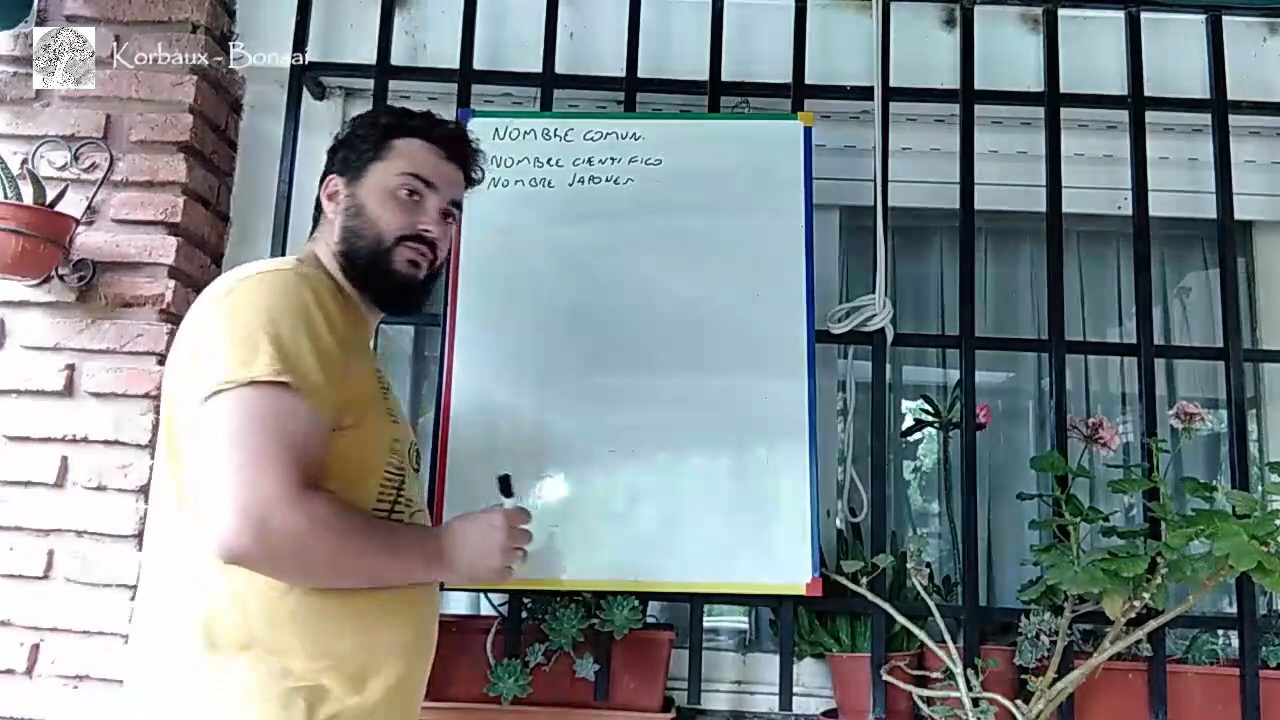 Korbaux - Bonsai
NOMBRE COMUN.
NOMBRE CIENTIFICO
NOMBRE JAPONES